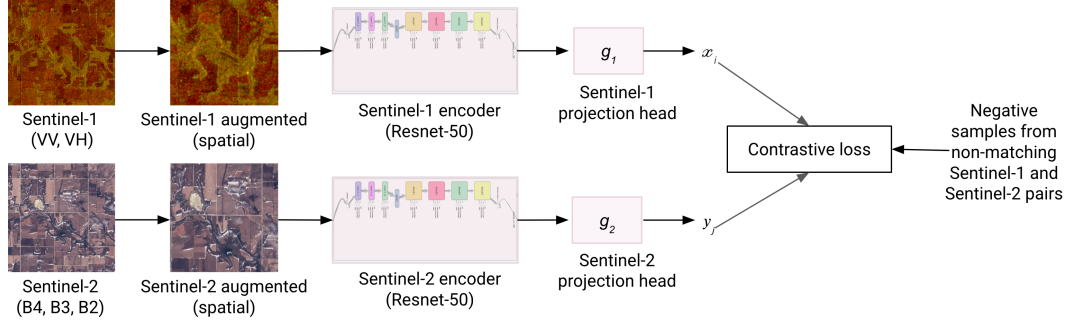 Sentinel-1
(VV, VH)
Sentinel-1 augmented
(spatial)
Sentinel-1 encoder
(Resnet-50)
g1
Sentinel-1
projection head
xi
Sentinel-2
(B4, B3, B2)
Sentinel-2 augmented
(spatial)
Sentinel-2 encoder
(Resnet-50)
g2
Sentinel-2
projection head
yj
Contrastive loss
Negative
samples from
non-matching
Sentinel-1 and
Sentinel-2 pairs